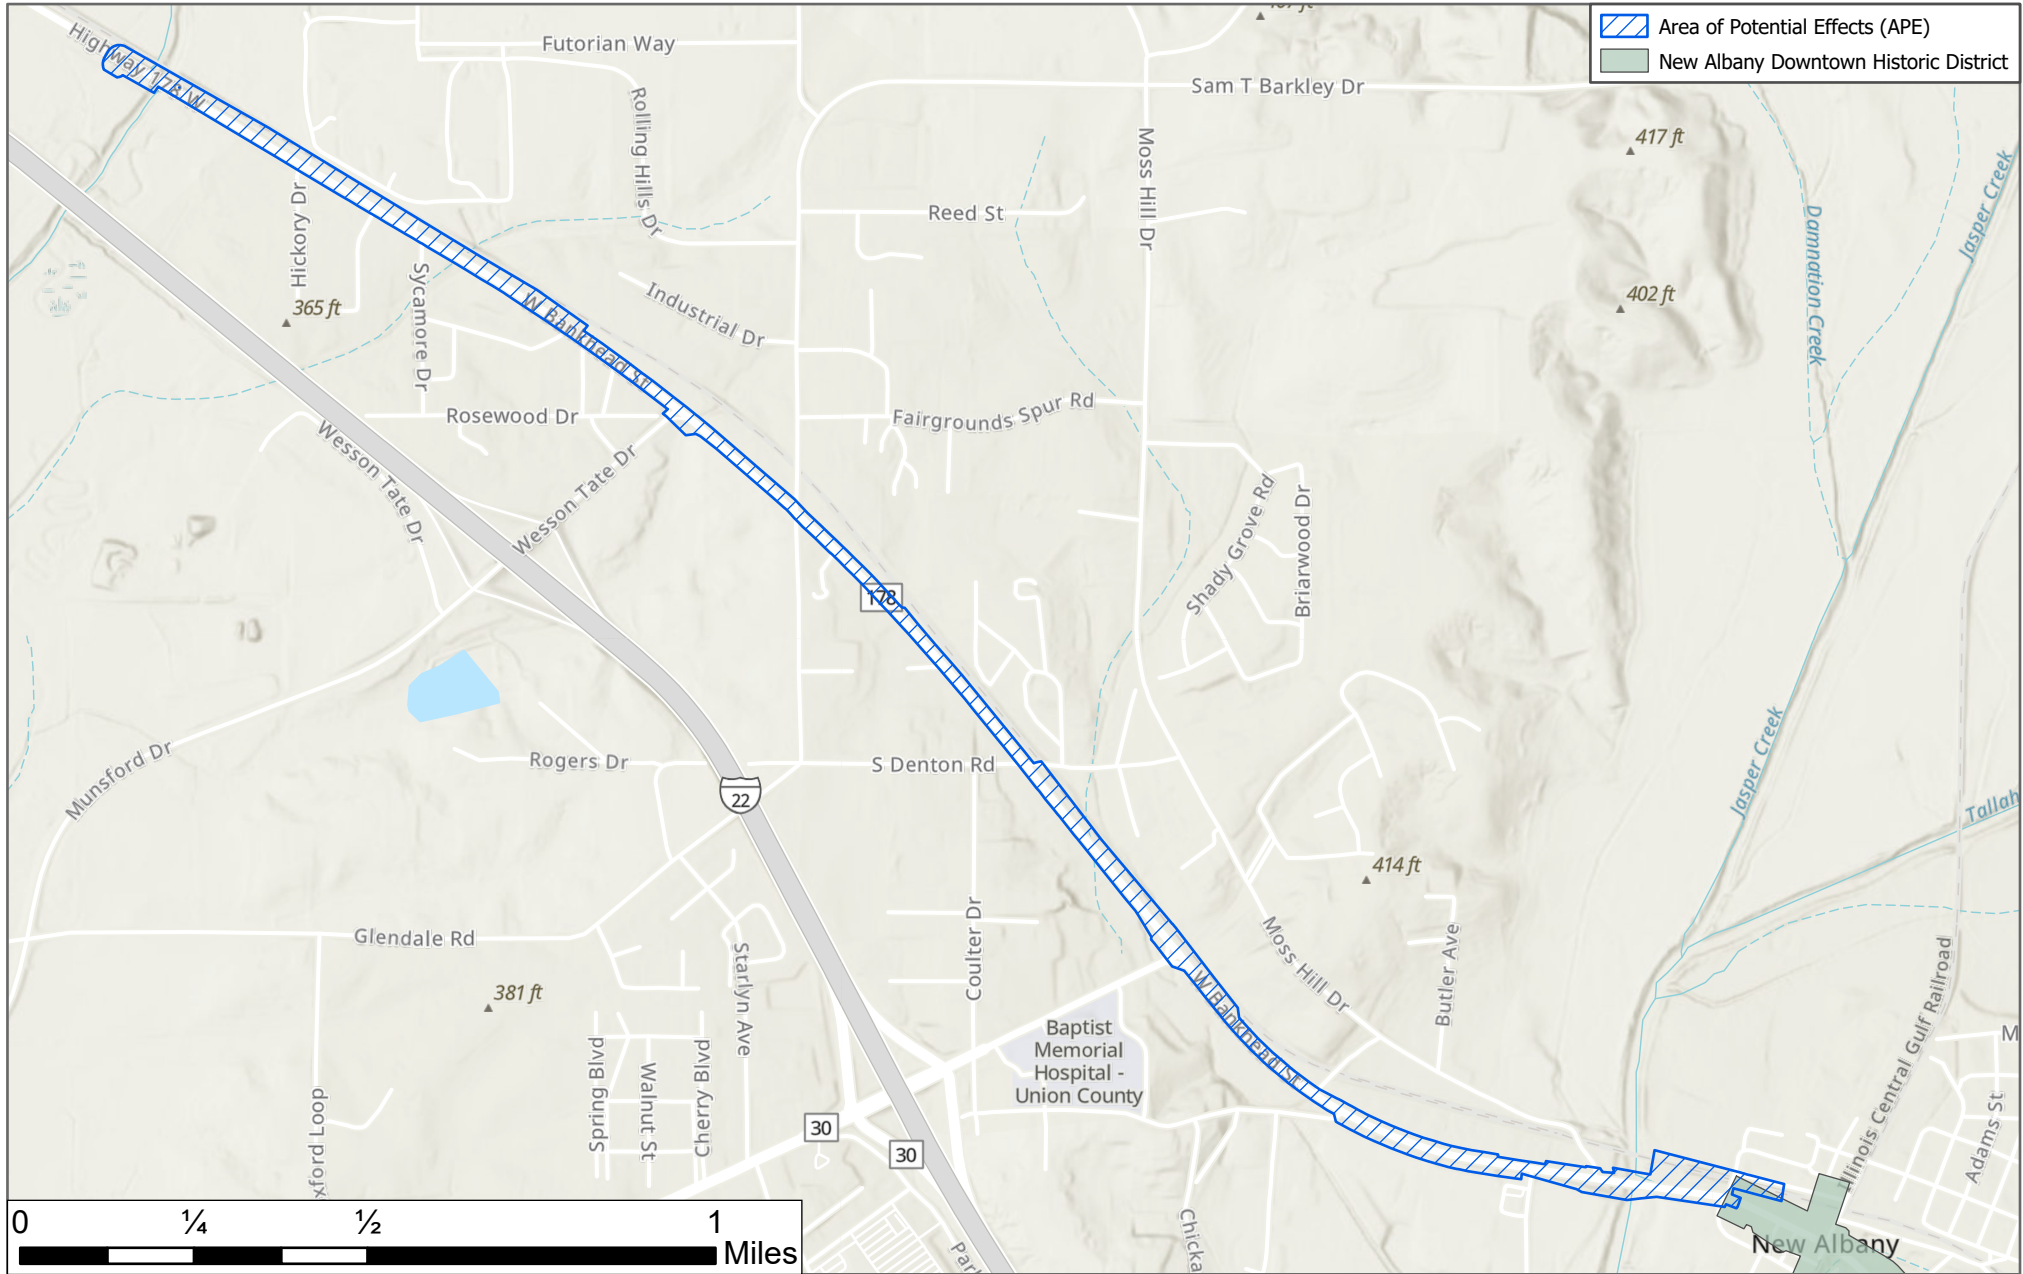 Area of Potential Effects (APE)
New Albany Downtown Historic District
Highway 178 W
Futorian Way
Sam T Barkley Dr
417 ft
Rolling Hills Dr
Moss Hill Dr
Hickory Dr
Reed St
Damnation Creek
Jasper Creek
365 ft
Sycamore Dr
W Bankhead St
Industrial Dr
402 ft
Rosewood Dr
Fairgrounds Spur Rd
Wesson Tate Dr
Wesson Tate Dr
Shady Grove Rd
Briarwood Dr
178
Munsford Dr
Rogers Dr
S Denton Rd
22
Jasper Creek
Tallah
414 ft
Glendale Rd
Starlyn Ave
Coulter Dr
Moss Hill Dr
Butler Ave
381 ft
W Bankhead St
Illinois Central Gulf Railroad
Baptist
Memorial
Hospital -
Union County
M
Spring Blvd
Walnut St
Cherry Blvd
xford Loop
30
30
Adams St
Chicka
Par
New Albany
0 ¼ ½ 1
Miles